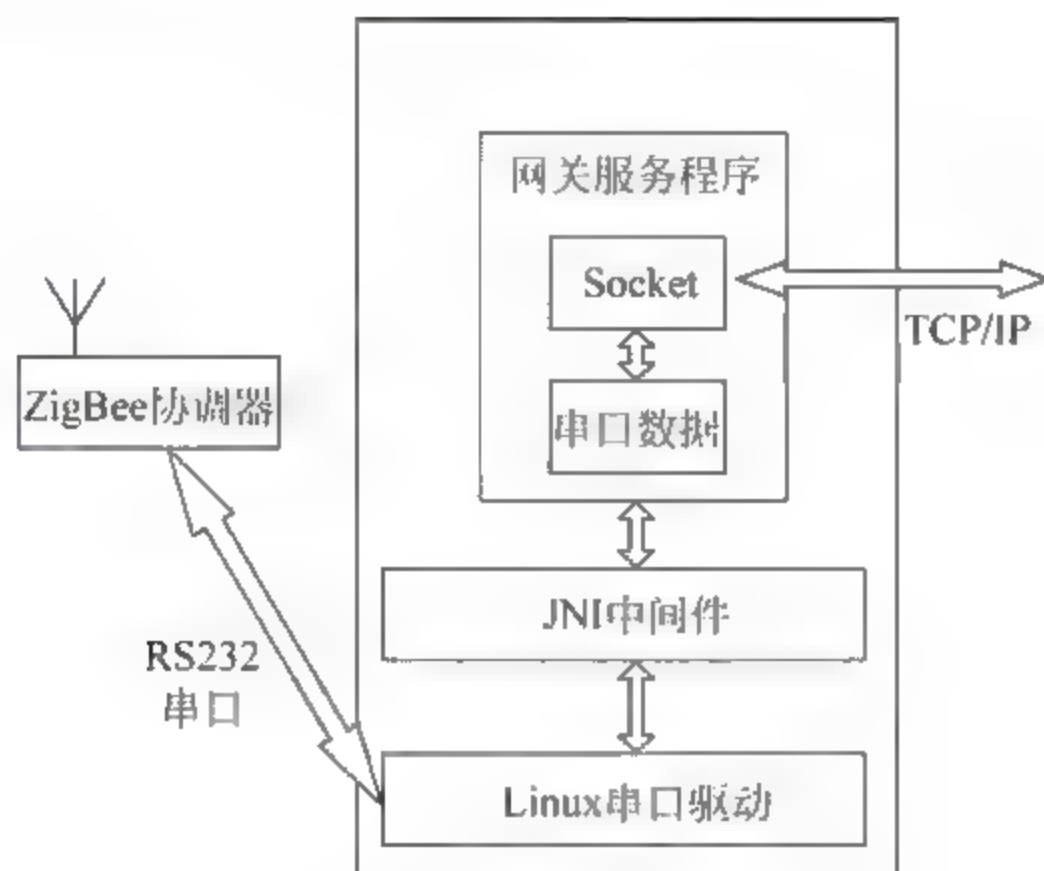 网关服务程序
Socket
TCP/IP
ZigBee协调器
串口数据
JNI中间件
RS232
串口
Linux串口驱动